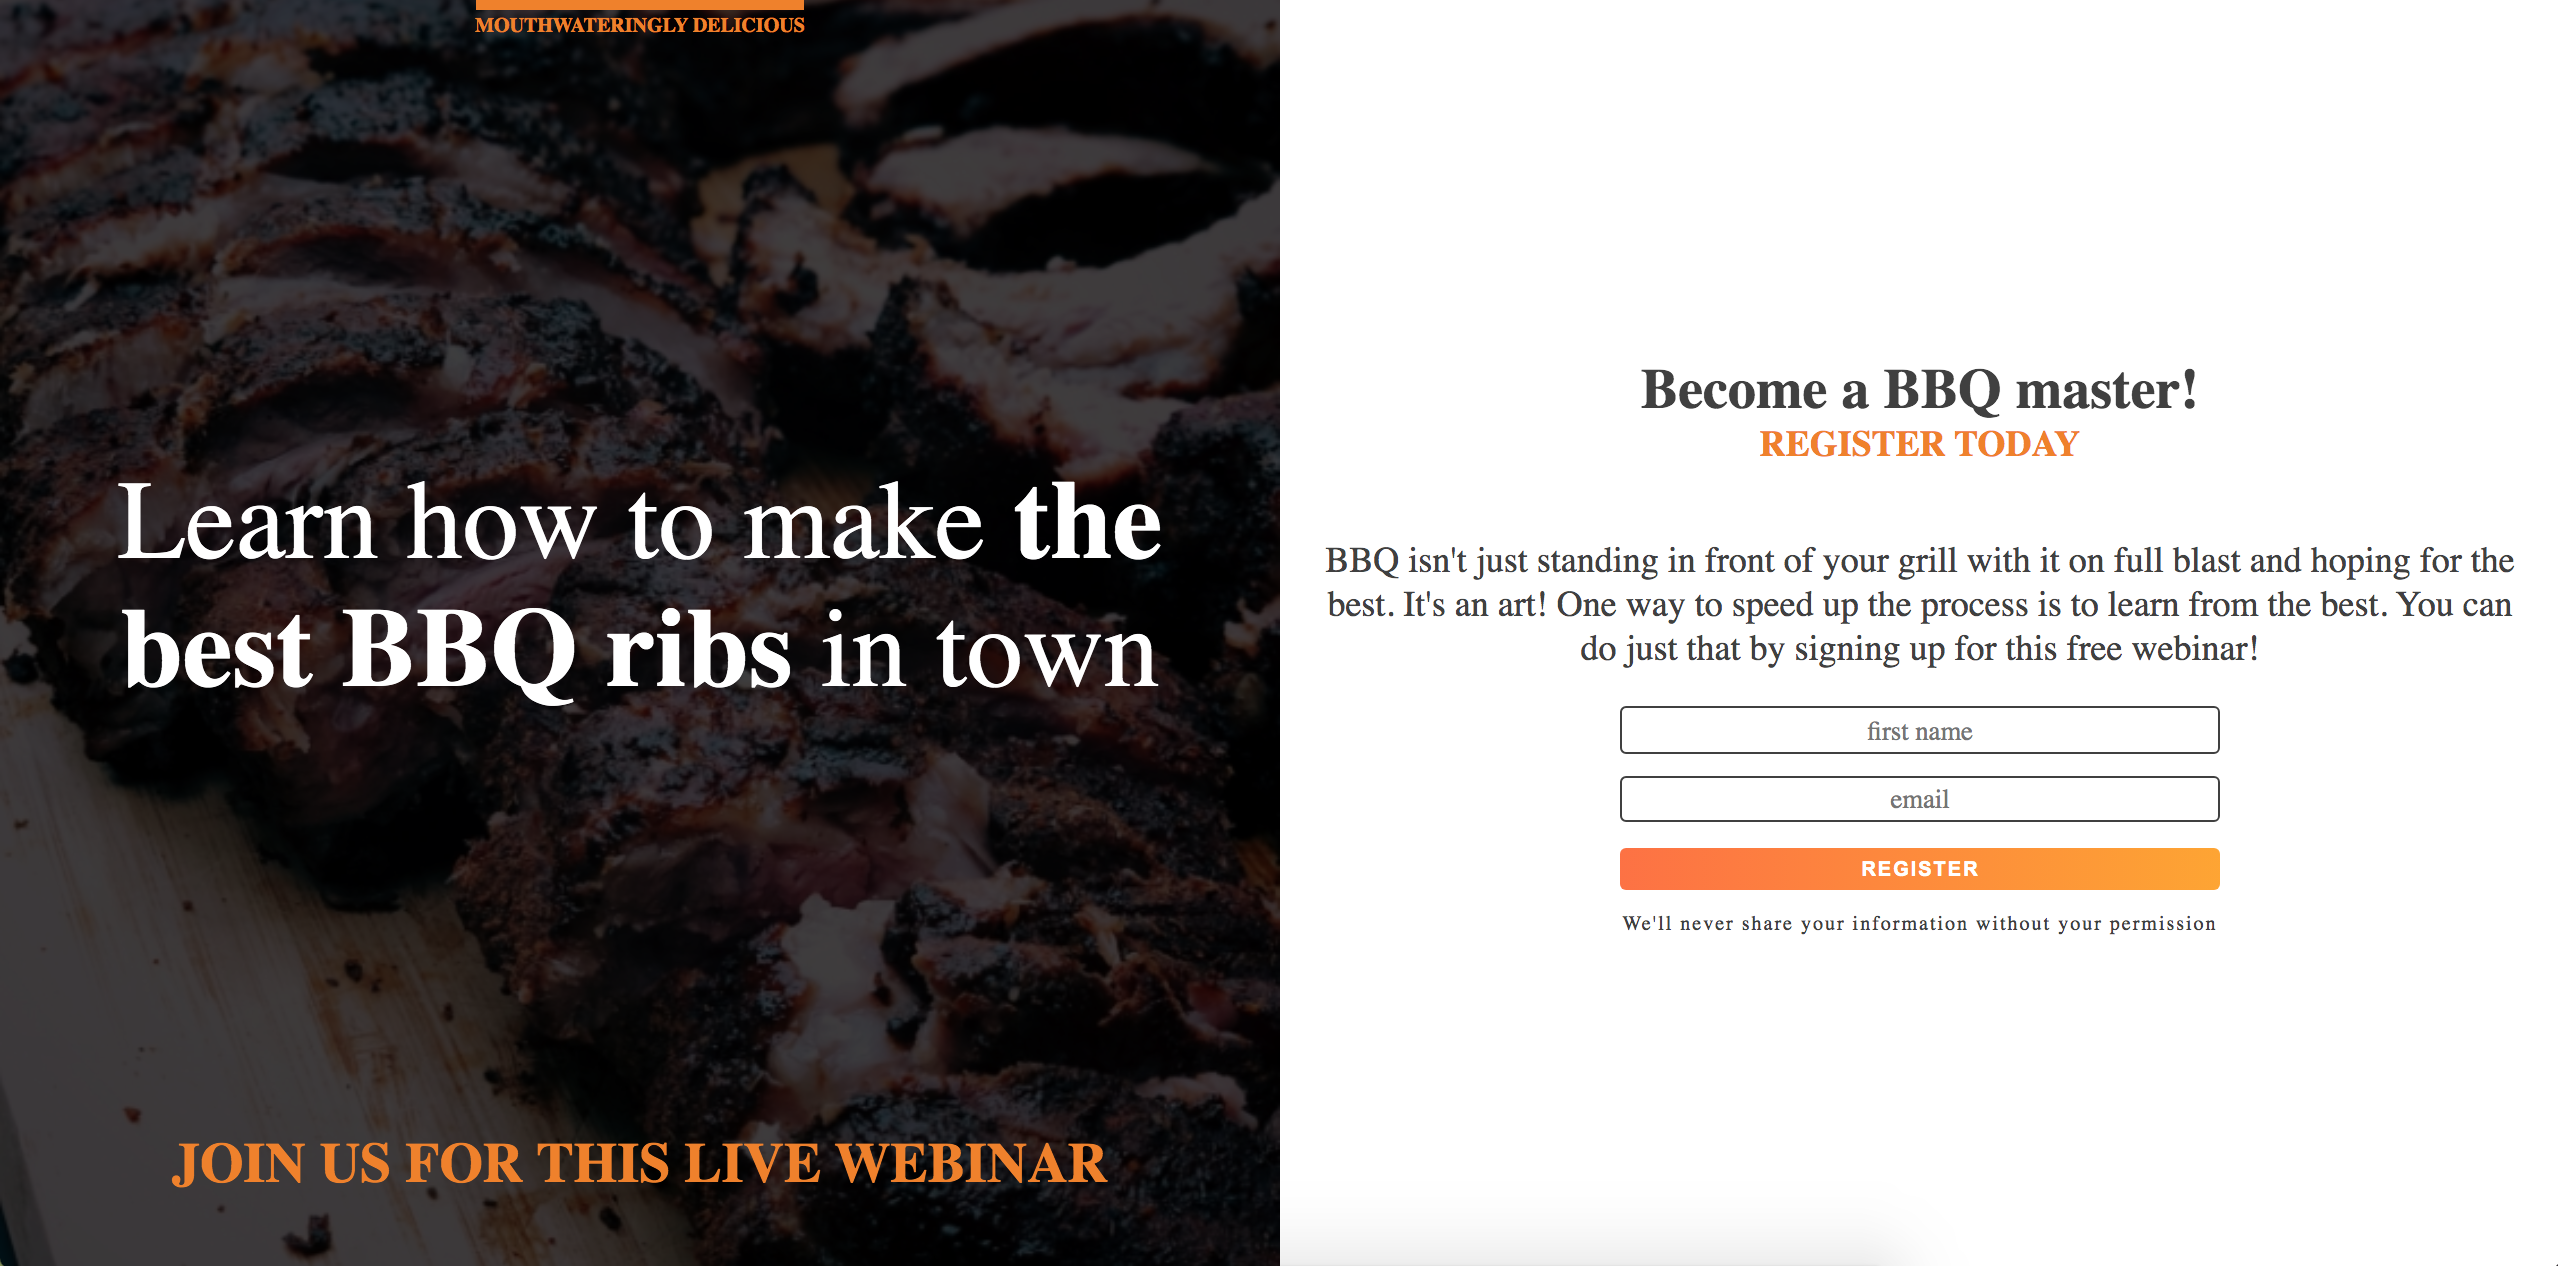 MOUTHWATERINGLY DELICIOUS
Learn how to make the
best BBQ ribs in town
JOIN US FOR THIS LIVE WEBINAR
Become a BBQ master!
REGISTER TODAY
BBQ isn't just standing in front of your grill with it on full blast and hoping for the
best. It's an art! One way to speed up the process is to learn from the best. You can
do just that by signing up for this free webinar!
first name
email
REGISTER
We'll never share your information without your permission